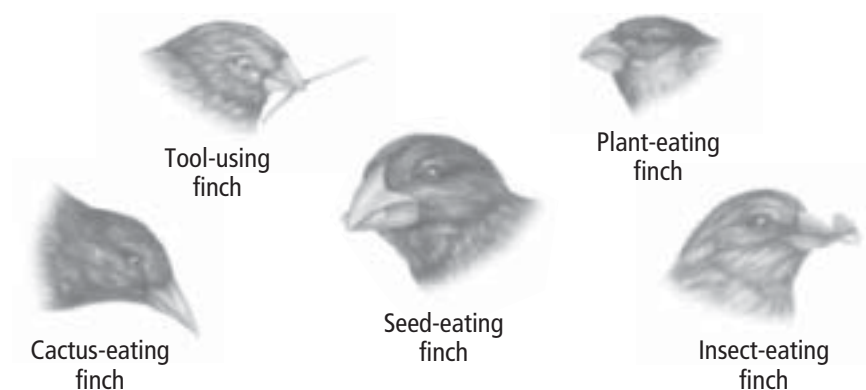 Tool-using
finch
Plant-eating
finch
Cactus-eating
finch
Seed-eating
finch
Insect-eating
finch